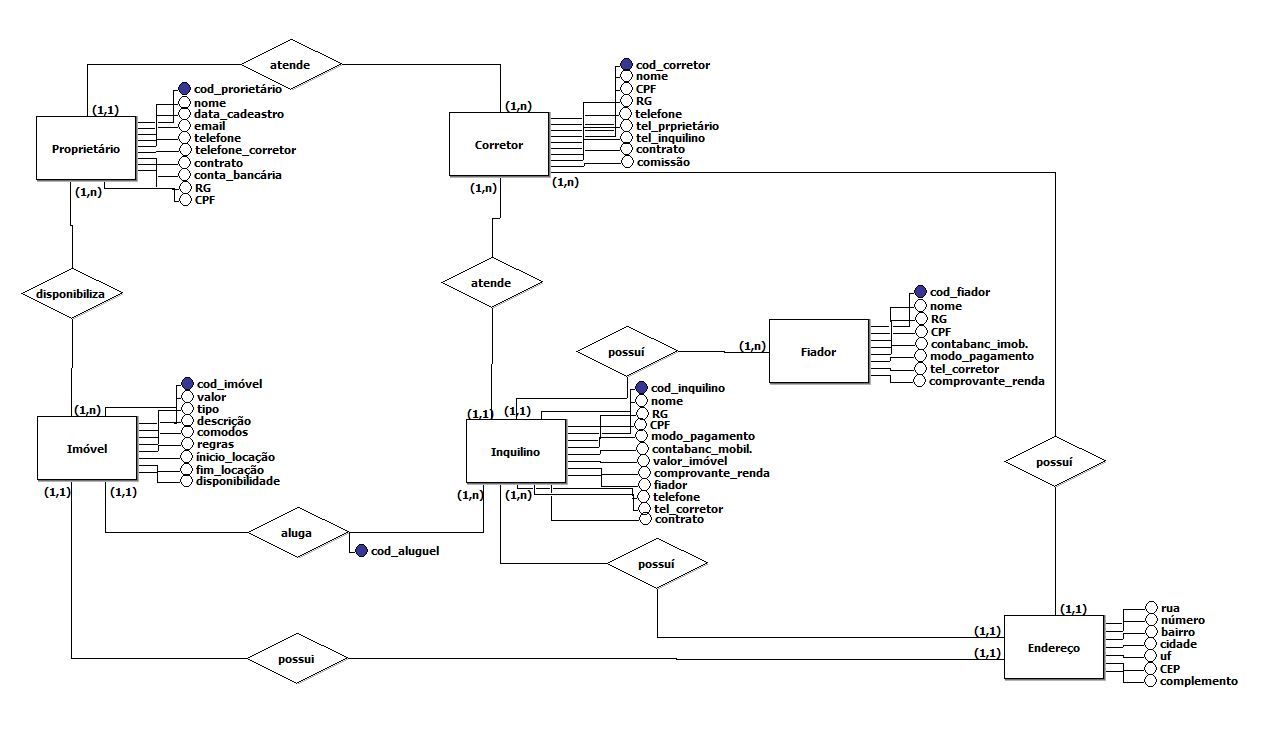 atende
(1,1)
(1,n)
Proprietário
cod_prorietário
nome
data_cadeastro
email
telefone
telefone_corretor
contrato
conta_bancária
RG
CPF
(1,n)
Corretor
cod_corretor
nome
CPF
RG
telefone
tel_prprietário
tel_inquilino
contrato
comissão
(1,n)
(1,n)
disponibiliza
atende
possuí
(1,n)
Fiador
cod_fiador
nome
RG
CPF
contabanc_imob.
modo_pagamento
tel_corretor
comprovante_renda
(1,n)
Imóvel
cod_imóvel
valor
tipo
descrição
comodos
regras
ínicio_locação
fim_locação
disponibilidade
(1,1)
(1,1)
(1,1)
(1,1)
Inquilino
cod_inquilino
nome
RG
CPF
modo_pagamento
contabanc_mobil.
valor_imóvel
comprovante_renda
fiador
telefone
tel_corretor
contrato
(1,n)
(1,n)
possuí
aluga
cod_aluguel
possuí
possui
(1,1)
(1,1)
(1,1)
Endereço
rua
número
bairro
cidade
uf
CEP
complemento